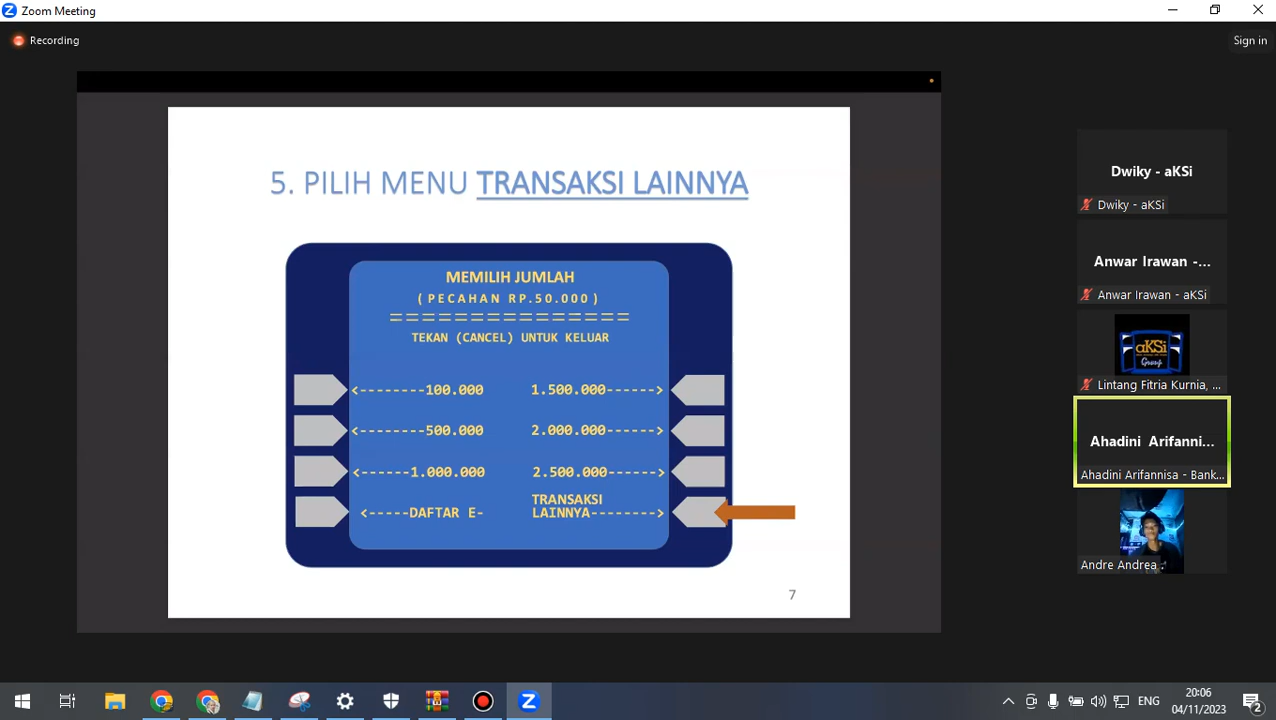 Zoom Meeting
Recording
Sign in
5. PILIH MENU TRANSAKSI LAINNYA
MEMILIH JUMLAH
( PECAHAN RP.50.000 )
===============
TEKAN (CANCEL) UNTUK KELUAR
<--------100.000 1.500.000------>
<--------500.000 2.000.000------>
<------1.000.000 2.500.000------>
<-----DAFTAR E- TRANSAKSI
LAINNYA-------->
7
Dwiky - aKSi
Dwiky - aKSi
Anwar Irawan -...
Anwar Irawan - aKSi
aKSi
Group
Lintang Fitria Kurnia, ...
Ahadini Arifanni...
Ahadini Arifannisa - Bank...
Andre Andrea
ENG
20:06
04/11/2023
2